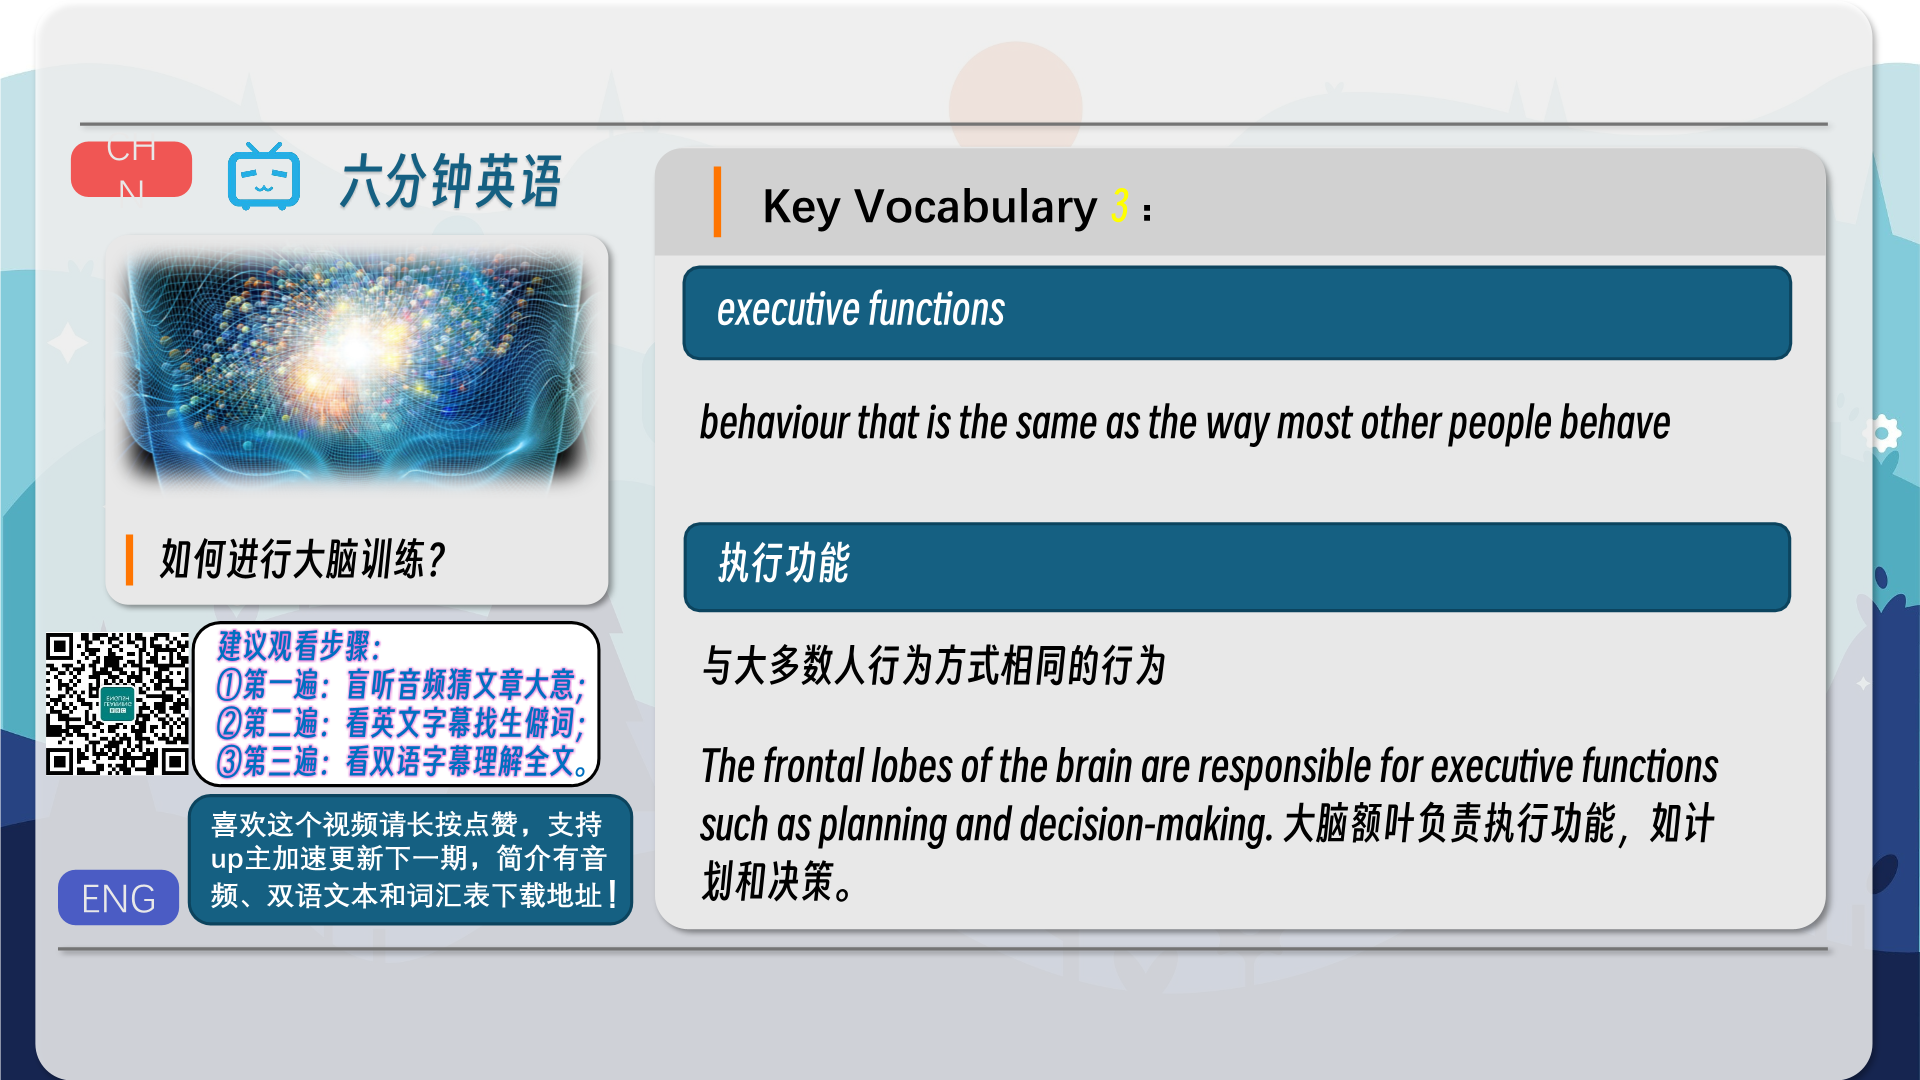 CH
N
六分钟英语
如何进行大脑训练?
建议观看步骤:
①第一遍: 盲听音频猜文章大意;
②第二遍: 看英文字幕找生僻词;
③第三遍: 看双语字幕理解全文。
喜欢这个视频请长按点赞，支持
up主加速更新下一期，简介有音
频、双语文本和词汇表下载地址！
ENG
Key Vocabulary 3：
executive functions
behaviour that is the same as the way most other people behave
执行功能
与大多数人行为方式相同的行为
The frontal lobes of the brain are responsible for executive functions
such as planning and decision-making. 大脑额叶负责执行功能，如计
划和决策。